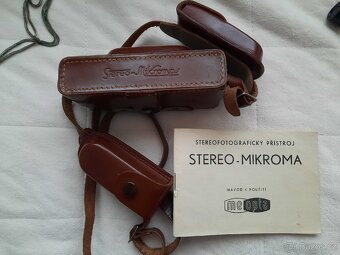 Stereo-Mikroma
STEREOFOTOGRAFICKÝ PŘÍSTROJ
STEREO-MIKROMA
NÁVOD K POUŽITÍ
meopta